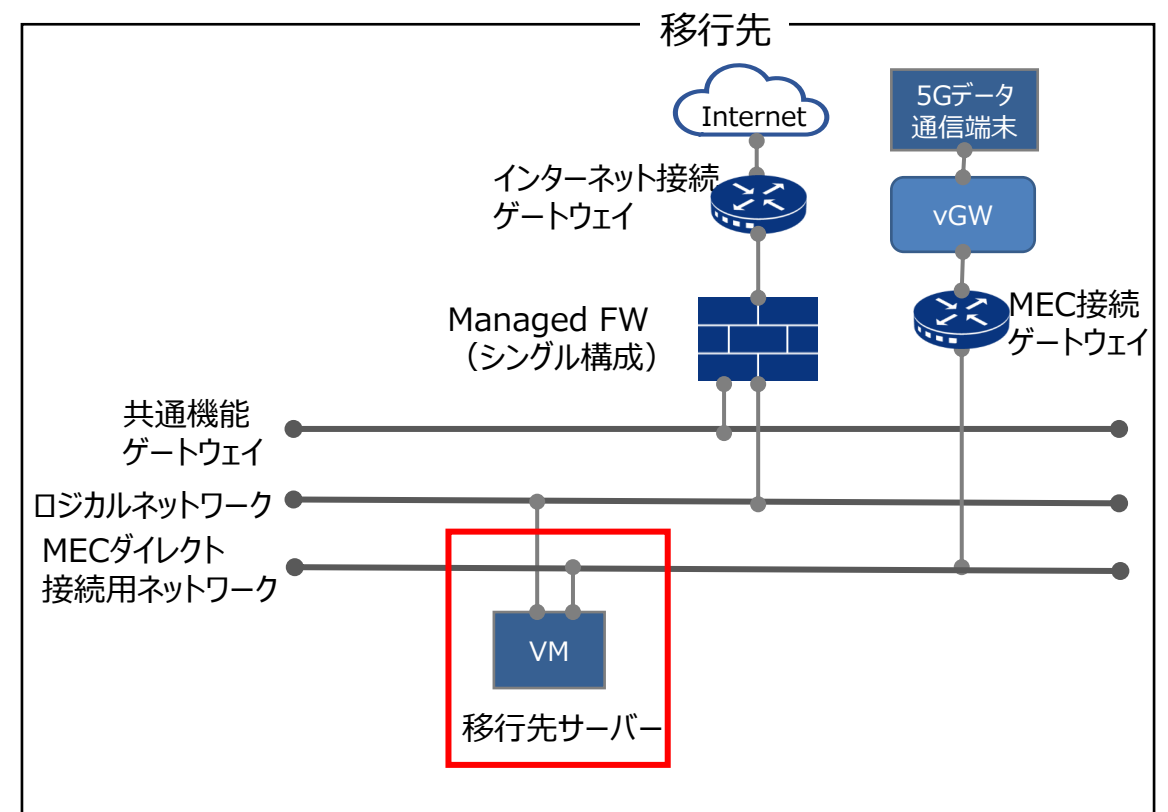 移行先
Internet
5Gデータ
通信端末
インターネット接続
ゲートウェイ
vGW
Managed FW
（シングル構成）
MEC接続
ゲートウェイ
共通機能
ゲートウェイ
ロジカルネットワーク
MECダイレクト
接続用ネットワーク
VM
移行先サーバー